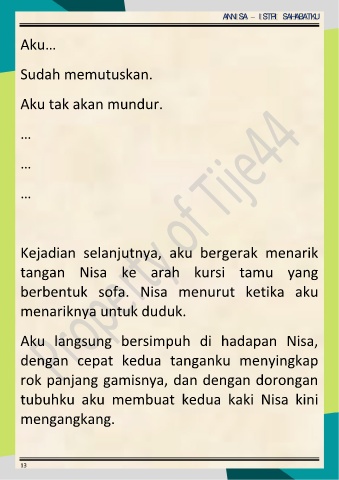 ANNISA – ISTRI SAHABATKU
Aku...
Sudah memutuskan.
Aku tak akan mundur.
...
...
...
Kejadian selanjutnya, aku bergerak menarik
tangan Nisa ke arah kursi tamu yang
berbentuk sofa. Nisa menurut ketika aku
menariknya untuk duduk.
Aku langsung bersimpuh di hadapan Nisa,
dengan cepat kedua tanganku menyingkap
rok panjang gamisnya, dan dengan dorongan
tubuhku aku membuat kedua kaki Nisa kini
mengangkang.
Property of Tije44
13